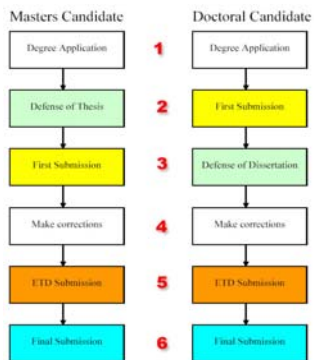 Masters Candidate Doctoral Candidate
Degree Application 1 Degree Application
Defense of Thesis 2 First Submission
First Submission 3 Defense of Dissertation
Make corrections 4 Make corrections
ETD Submission 5 ETD Submission
Final Submission 6 Final Submission